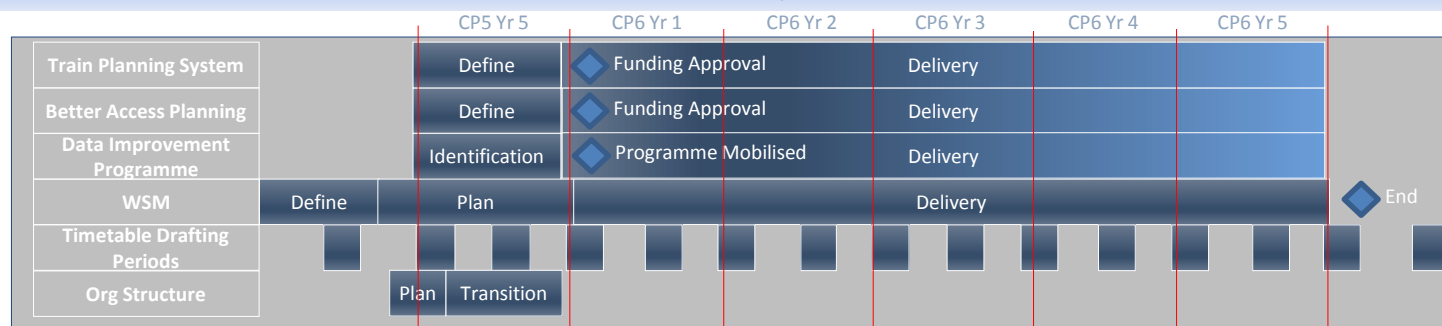 CP5 Yr 5 CP6 Yr 1 CP6 Yr 2 CP6 Yr 3 CP6 Yr 4 CP6 Yr 5
Train Planning System Define Funding Approval Delivery
Better Access Planning Define Funding Approval Delivery
Data Improvement
Programme Identification Programme Mobilised Delivery
WSM Define Plan Delivery End
Timetable Drafting
Periods
Org Structure Plan Transition